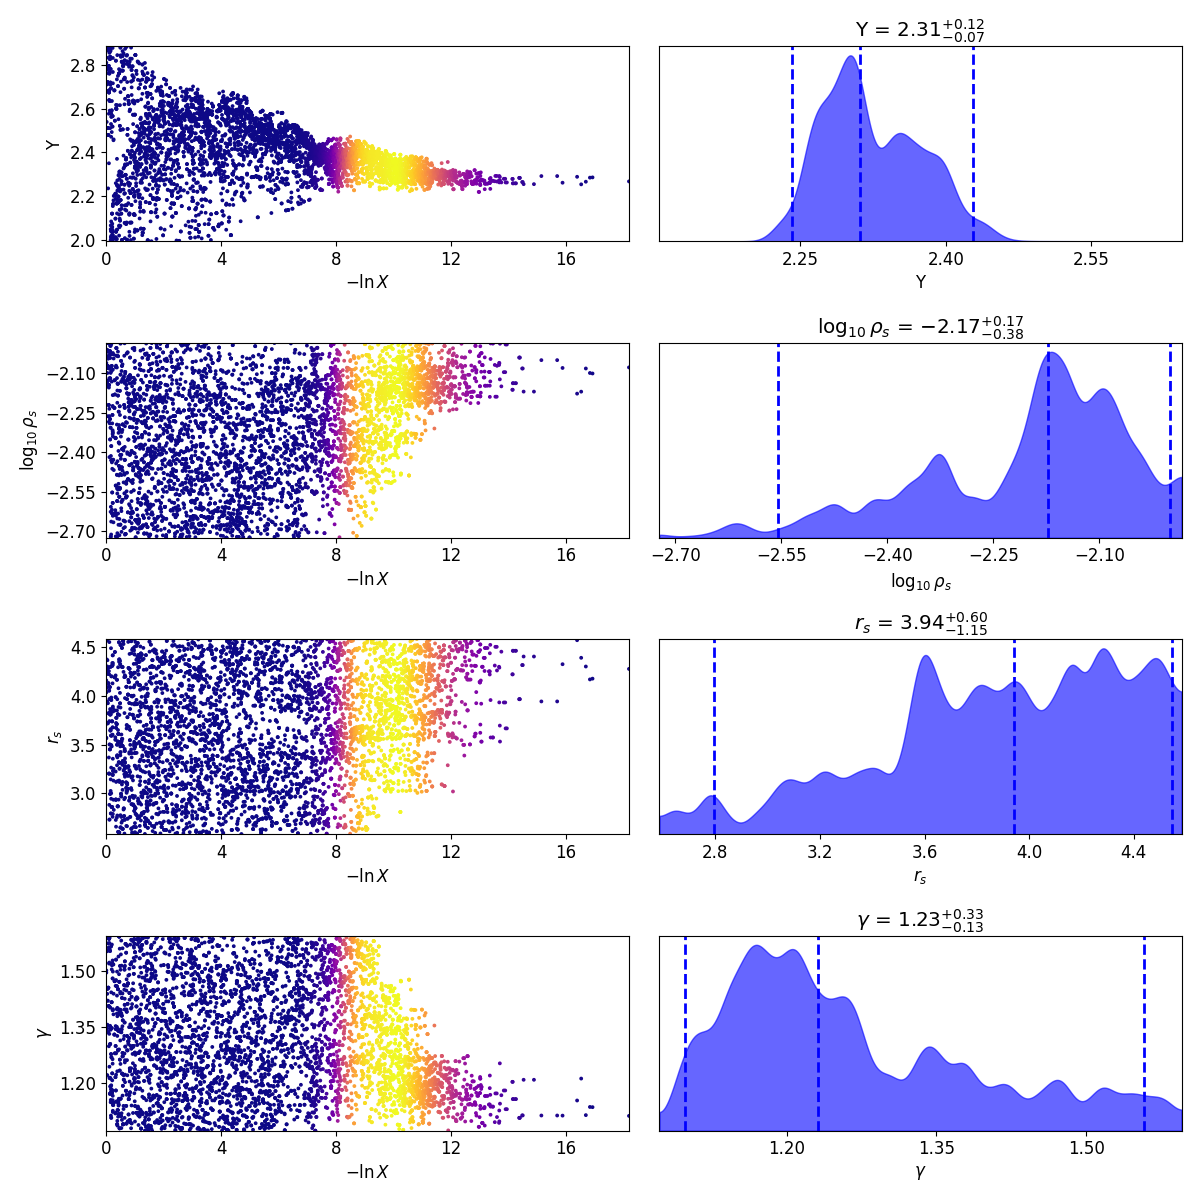 Y = 2.31^{+0.12}_{-0.07}
2.8
2.6
2.4
2.2
2.0
Y
0 4 8 12 16
−ln X
2.25 2.40 2.55
Y
log₁₀ ρₛ = −2.17^{+0.17}_{−0.38}
−2.10
−2.25
−2.40
−2.55
−2.70
log₁₀ ρₛ
0 4 8 12 16
−ln X
−2.70 −2.55 −2.40 −2.25 −2.10
log₁₀ ρₛ
rₛ = 3.94^{+0.60}_{−1.15}
4.5
4.0
3.5
3.0
rₛ
0 4 8 12 16
−ln X
2.8 3.2 3.6 4.0 4.4
rₛ
γ = 1.23^{+0.33}_{−0.13}
1.50
1.35
1.20
γ
0 4 8 12 16
−ln X
1.20 1.35 1.50
γ